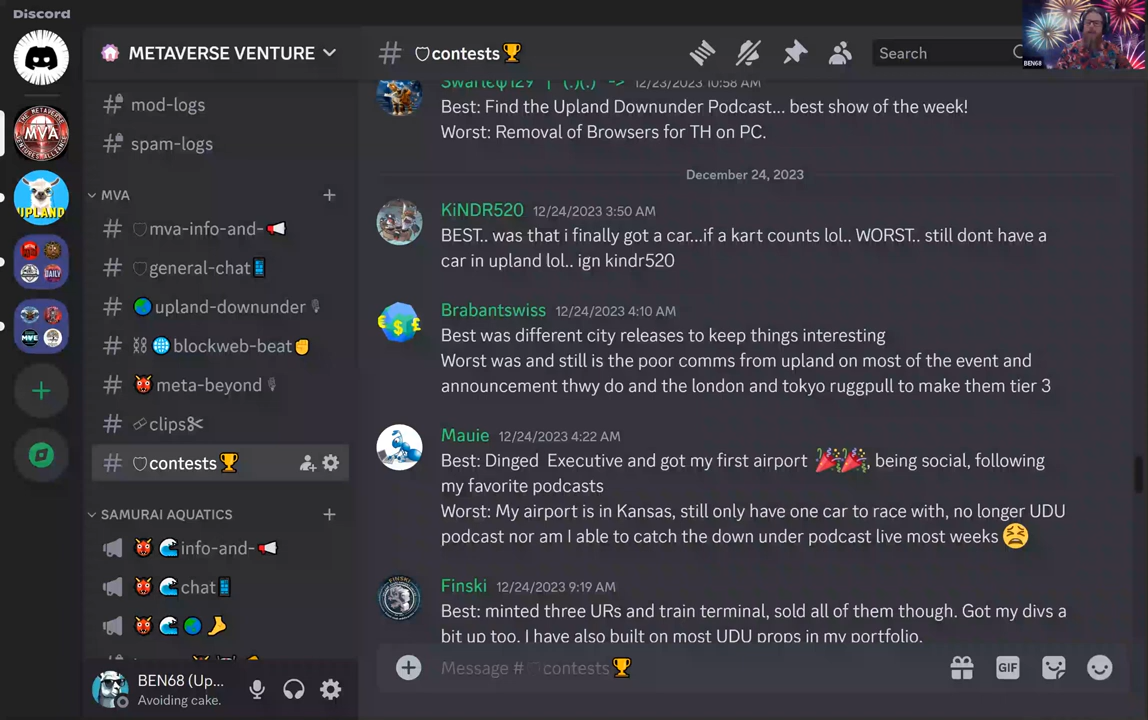 Discord
METAVERSE VENTURE
contests
Search
BEN68
mod-logs
spam-logs
MVA
MVA
UPLAND
mva-info-and-
general-chat
upland-downunder
blockweb-beat
meta-beyond
clips
contests
SAMURAI AQUATICS
info-and-
chat
BEN68 (Up...
Avoiding cake.
12/23/2023 10:58 AM
Best: Find the Upland Downunder Podcast... best show of the week!
Worst: Removal of Browsers for TH on PC.
December 24, 2023
KiNDR520 12/24/2023 3:50 AM
BEST.. was that i finally got a car...if a kart counts lol.. WORST.. still dont have a
car in upland lol.. ign kindr520
Brabantswiss 12/24/2023 4:10 AM
Best was different city releases to keep things interesting
Worst was and still is the poor comms from upland on most of the event and
announcement thwy do and the london and tokyo ruggpull to make them tier 3
Mauie 12/24/2023 4:22 AM
Best: Dinged Executive and got my first airport 🎉🎉, being social, following
my favorite podcasts
Worst: My airport is in Kansas, still only have one car to race with, no longer UDU
podcast nor am I able to catch the down under podcast live most weeks 😫
Finski 12/24/2023 9:19 AM
Best: minted three URs and train terminal, sold all of them though. Got my divs a
bit up too. I have also built on most UDU props in my portfolio.
Message # contests
GIF